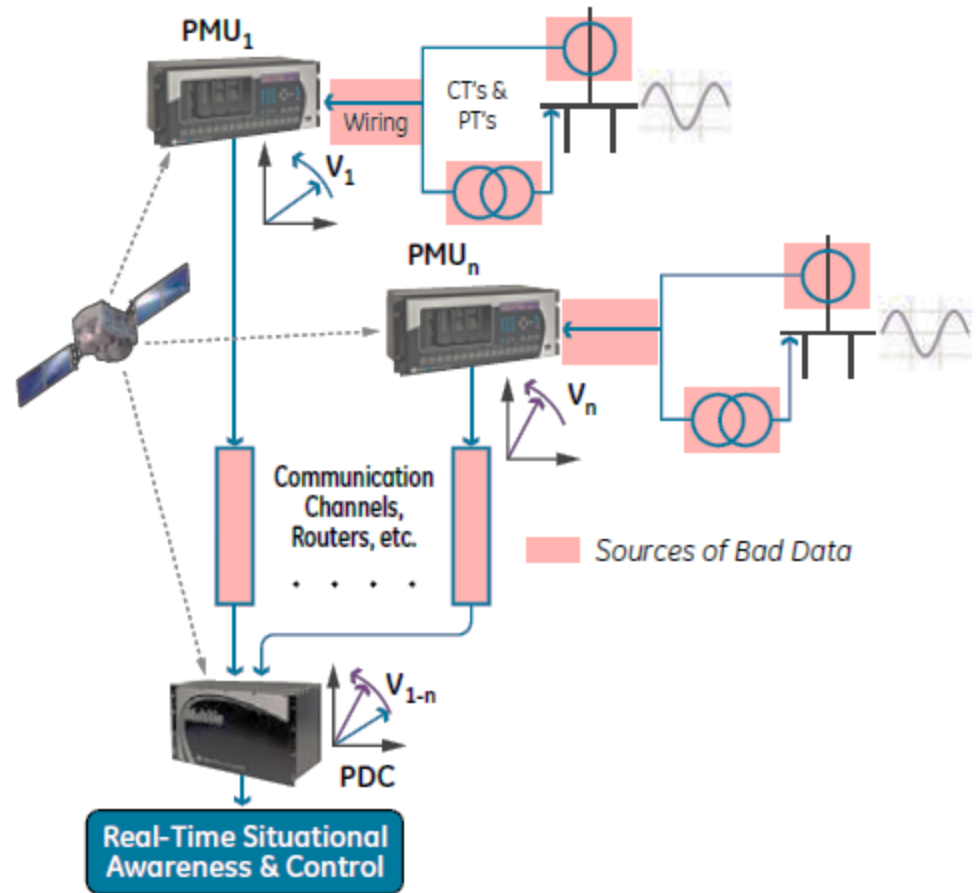 PMU1
CT's &
PT's
Wiring
V1
PMUn
Vn
Communication
Channels,
Routers, etc.
. . . .
Sources of Bad Data
V1-n
PDC
Real-Time Situational
Awareness & Control